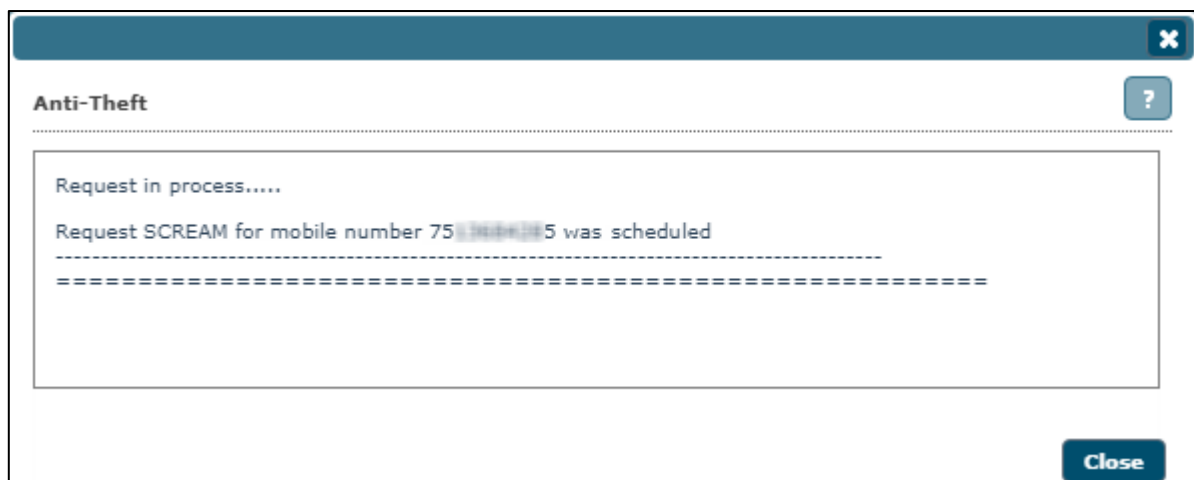 Anti-Theft
?
Request in process.....
Request SCREAM for mobile number 75 5 was scheduled
--------------------------------------------------------------------------------------------
=========================================================
Close